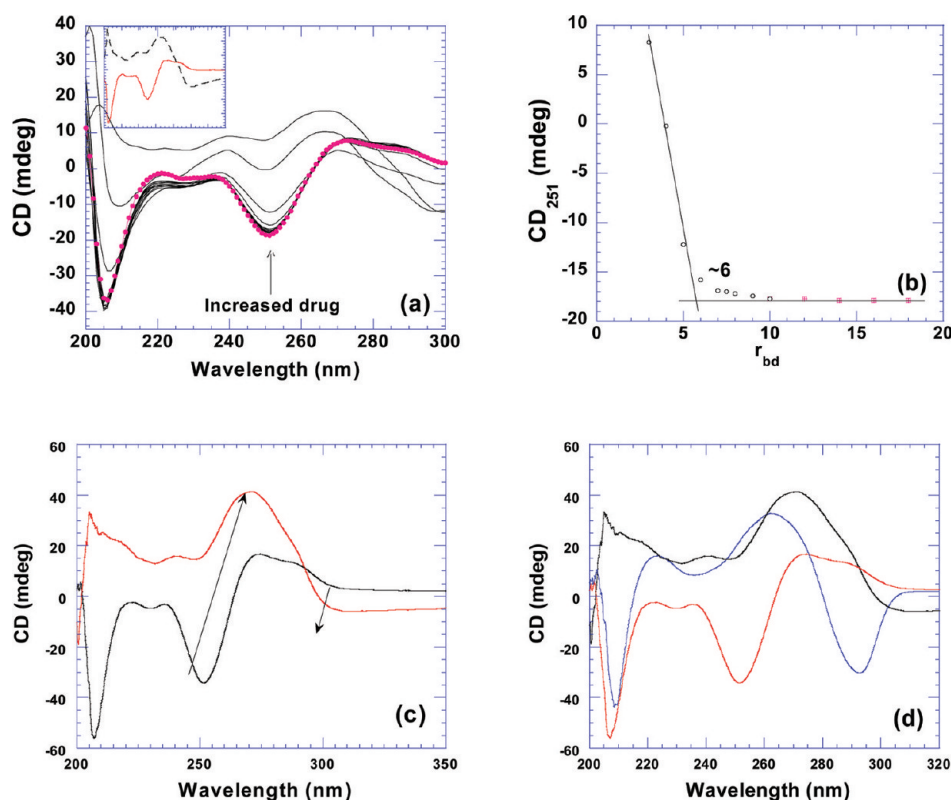 40
30
20
10
0
-10
-20
-30
-40
CD (mdeg)
Increased drug
(a)
200 220 240 260 280 300
Wavelength (nm)
10
5
0
-5
-10
-15
-20
CD251 (mdeg)
~6
(b)
0 5 10 15 20
rbd
60
40
20
0
-20
-40
-60
CD (mdeg)
(c)
200 250 300 350
Wavelength (nm)
60
40
20
0
-20
-40
-60
CD (mdeg)
(d)
200 220 240 260 280 300 320
Wavelength (nm)